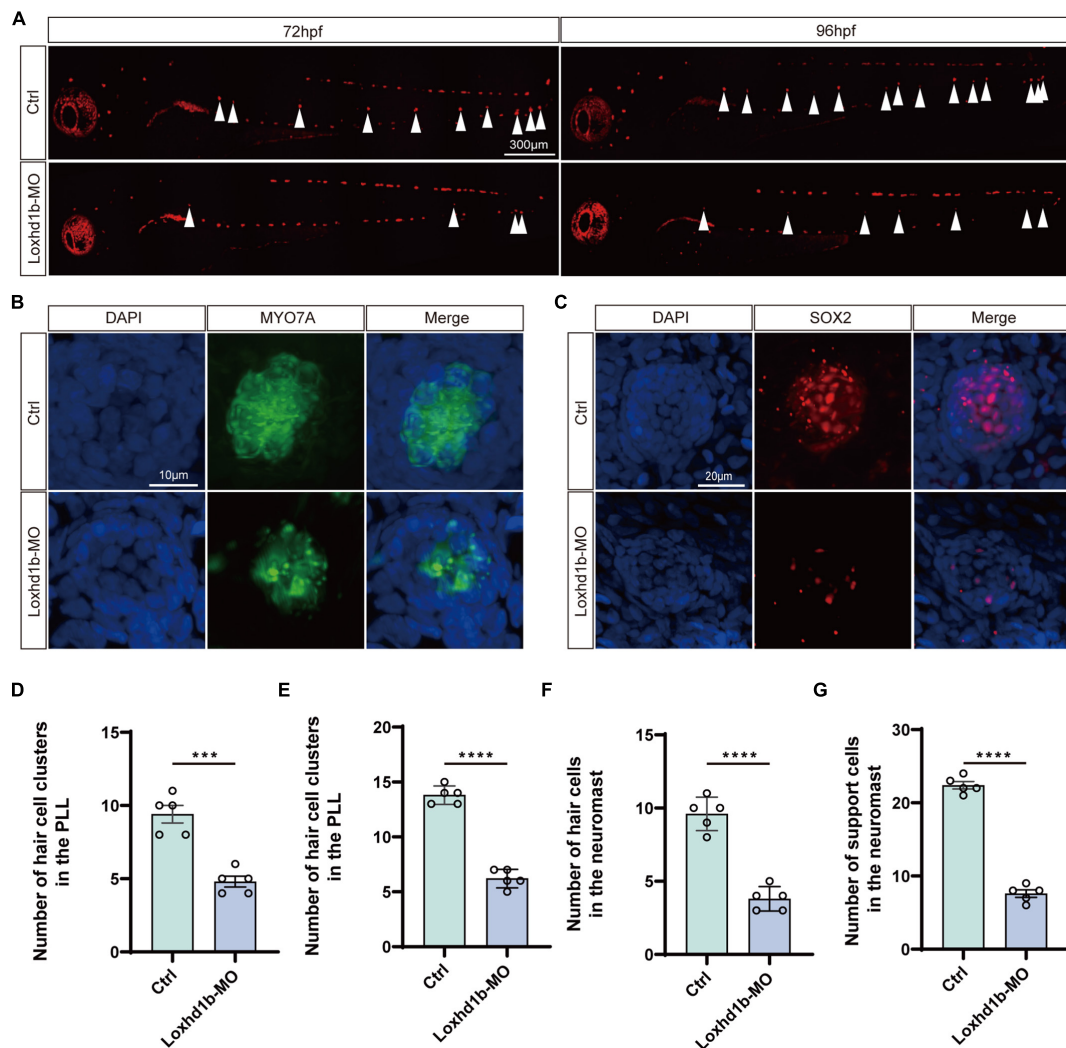 A
72hpf
96hpf
Ctrl
300μm
Loxhd1b-MO
B
DAPI
MYO7A
Merge
Ctrl
10μm
Loxhd1b-MO
C
DAPI
SOX2
Merge
Ctrl
20μm
Loxhd1b-MO
D
Number of hair cell clusters
in the PLL
15
10
5
0
***
Ctrl
Loxhd1b-MO
E
Number of hair cell clusters
in the PLL
20
15
10
5
0
****
Ctrl
Loxhd1b-MO
F
Number of hair cells
in the neuromast
15
10
5
0
****
Ctrl
Loxhd1b-MO
G
Number of support cells
in the neuromast
30
20
10
0
****
Ctrl
Loxhd1b-MO